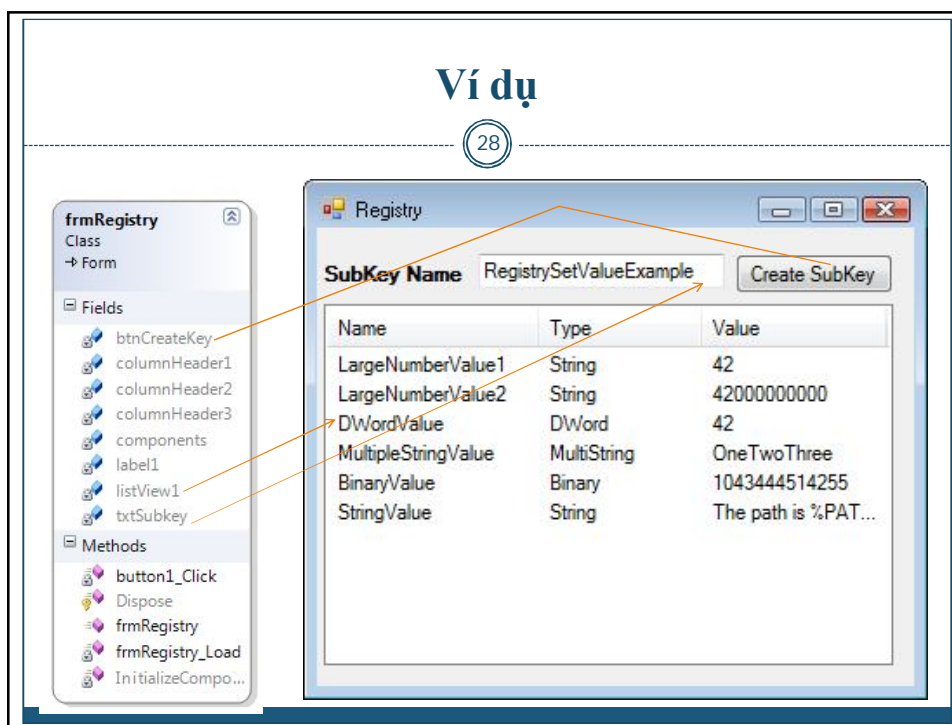 Ví dụ
28
frmRegistry
Class
Form
Fields
btnCreateKey
columnHeader1
columnHeader2
columnHeader3
components
label1
listView1
txtSubkey
Methods
button1_Click
Dispose
frmRegistry
frmRegistry_Load
InitializeCompo...
Registry
SubKey Name RegistrySetValueExample Create SubKey
Name Type Value
LargeNumberValue1 String 42
LargeNumberValue2 String 42000000000
DWordValue DWord 42
MultipleStringValue MultiString OneTwoThree
BinaryValue Binary 1043444514255
StringValue String The path is %PAT...